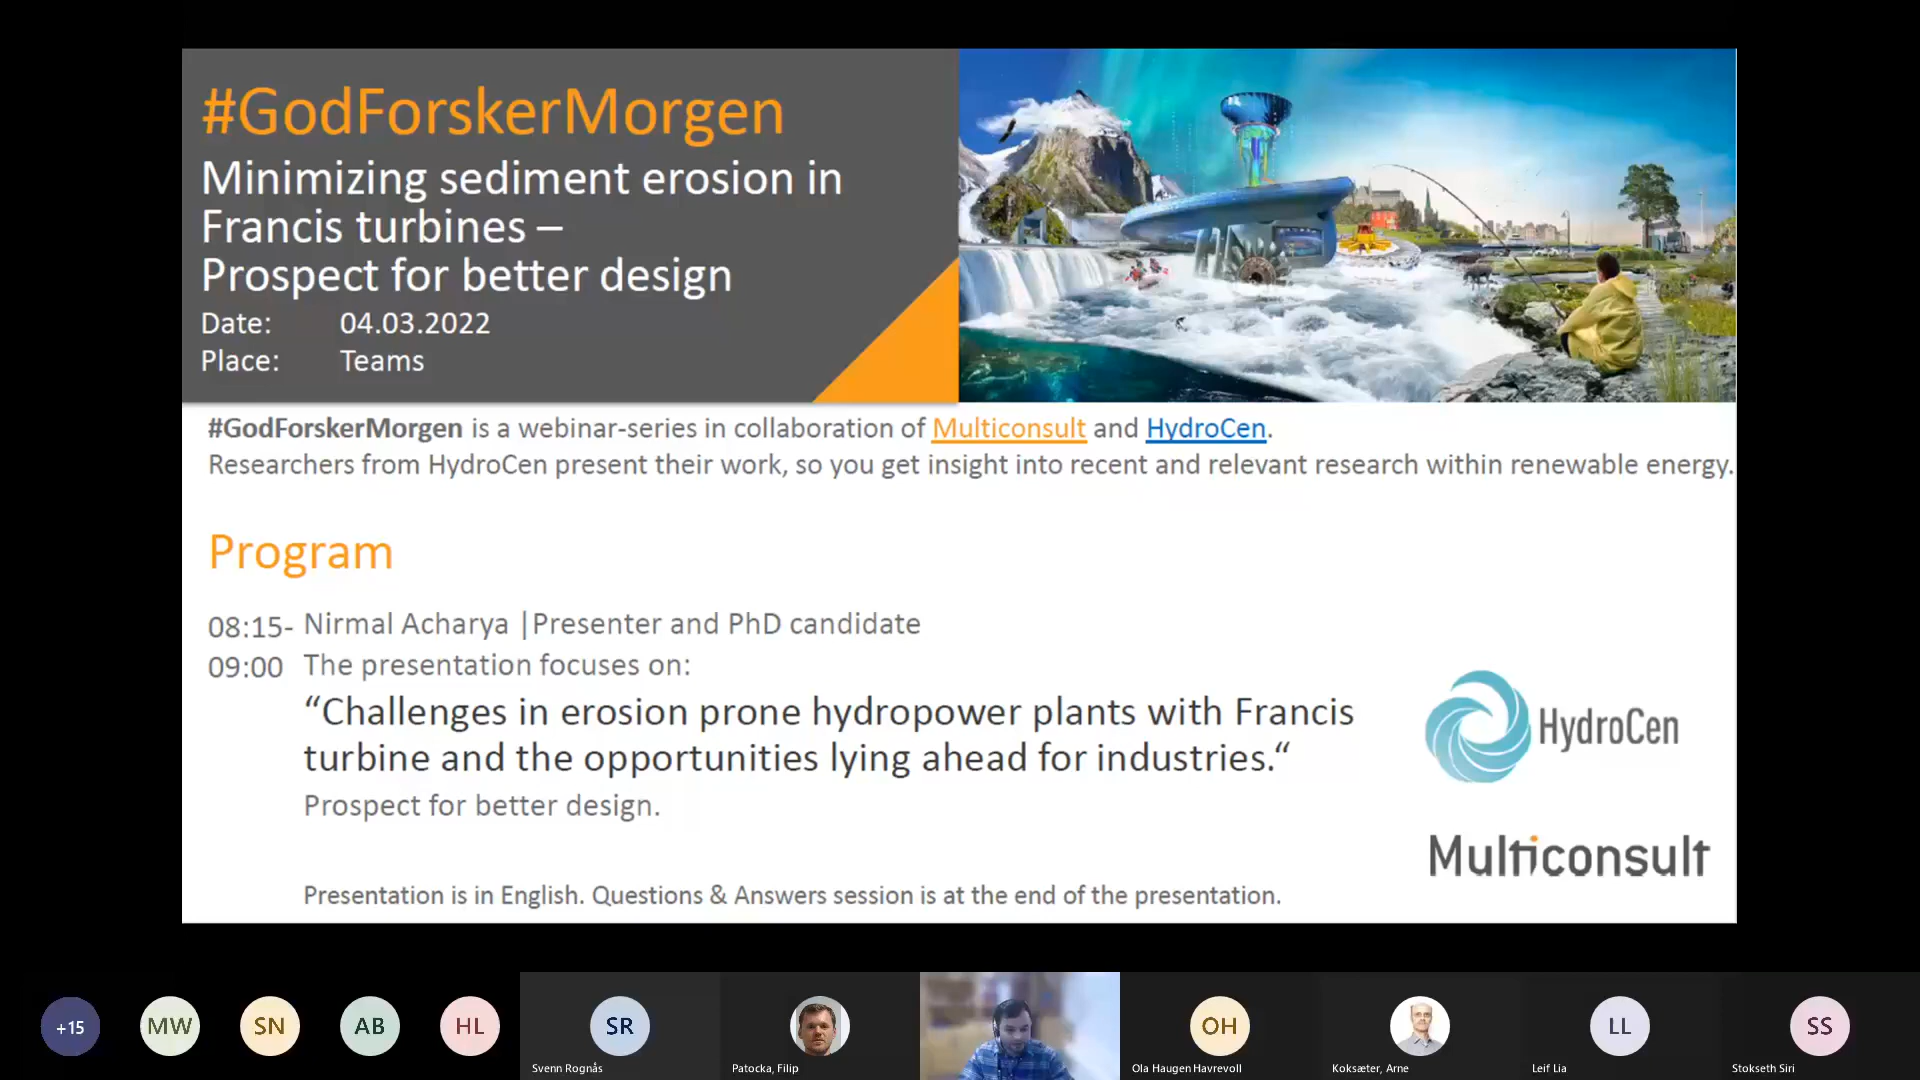 #GodForskerMorgen
Minimizing sediment erosion in
Francis turbines –
Prospect for better design
Date: 04.03.2022
Place: Teams
#GodForskerMorgen is a webinar-series in collaboration of Multiconsult and HydroCen.
Researchers from HydroCen present their work, so you get insight into recent and relevant research within renewable energy.
Program
08:15- Nirmal Acharya |Presenter and PhD candidate
09:00 The presentation focuses on:
“Challenges in erosion prone hydropower plants with Francis
turbine and the opportunities lying ahead for industries.“
Prospect for better design.
Presentation is in English. Questions & Answers session is at the end of the presentation.
HydroCen
Multiconsult
+15
MW
SN
AB
HL
SR
OH
LL
SS
Svenn Rognås
Patocka, Filip
Ola Haugen Havrevoll
Koksæter, Arne
Leif Lia
Stokseth Siri